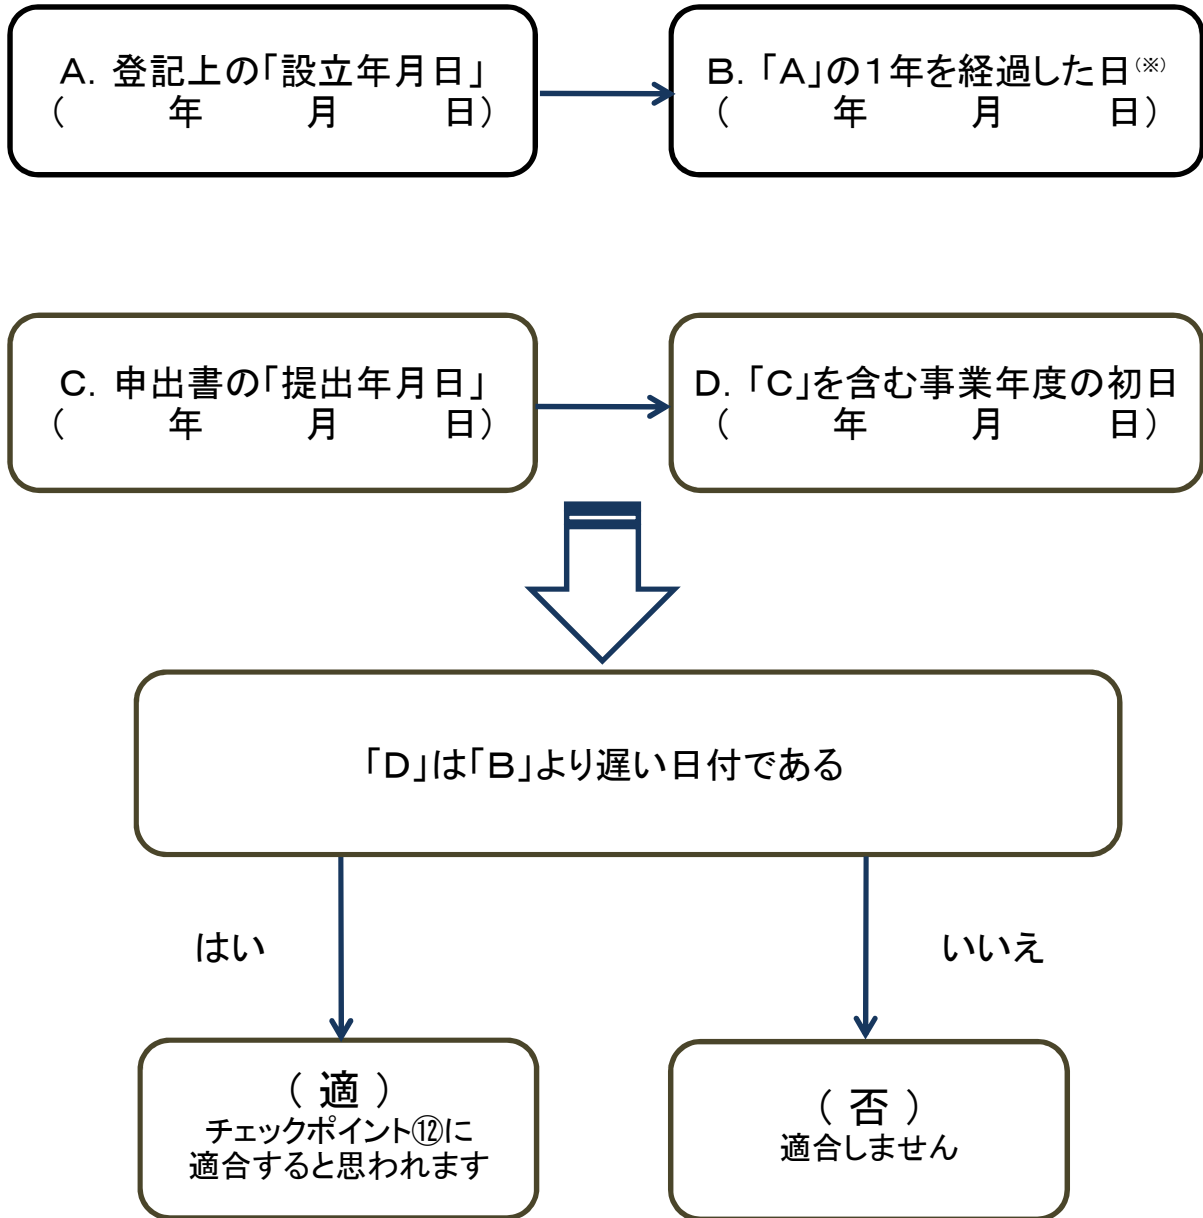 A. 登記上の「設立年月日」
(　　　年　　　月　　　日)
B. 「A」の１年を経過した日(※)
(　　　年　　　月　　　日)
C. 申出書の「提出年月日」
(　　　年　　　月　　　日)
D. 「C」を含む事業年度の初日
(　　　年　　　月　　　日)
「D」は「B」より遅い日付である
はい
いいえ
( 適 )
チェックポイント⑫に
適合すると思われます
( 否 )
適合しません